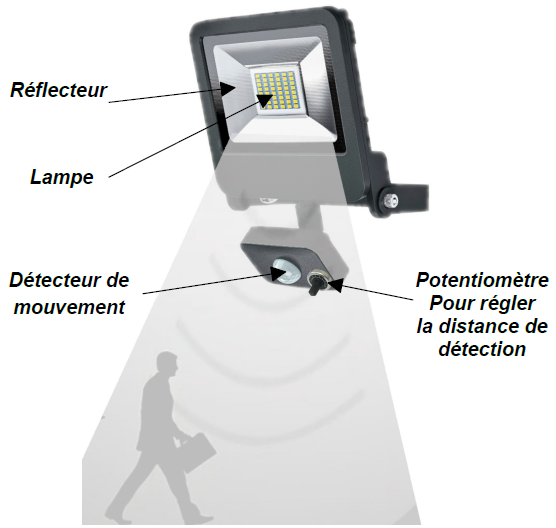 Réflecteur
Lampe
Détecteur de
mouvement
Potentiomètre
Pour régler
la distance de
détection